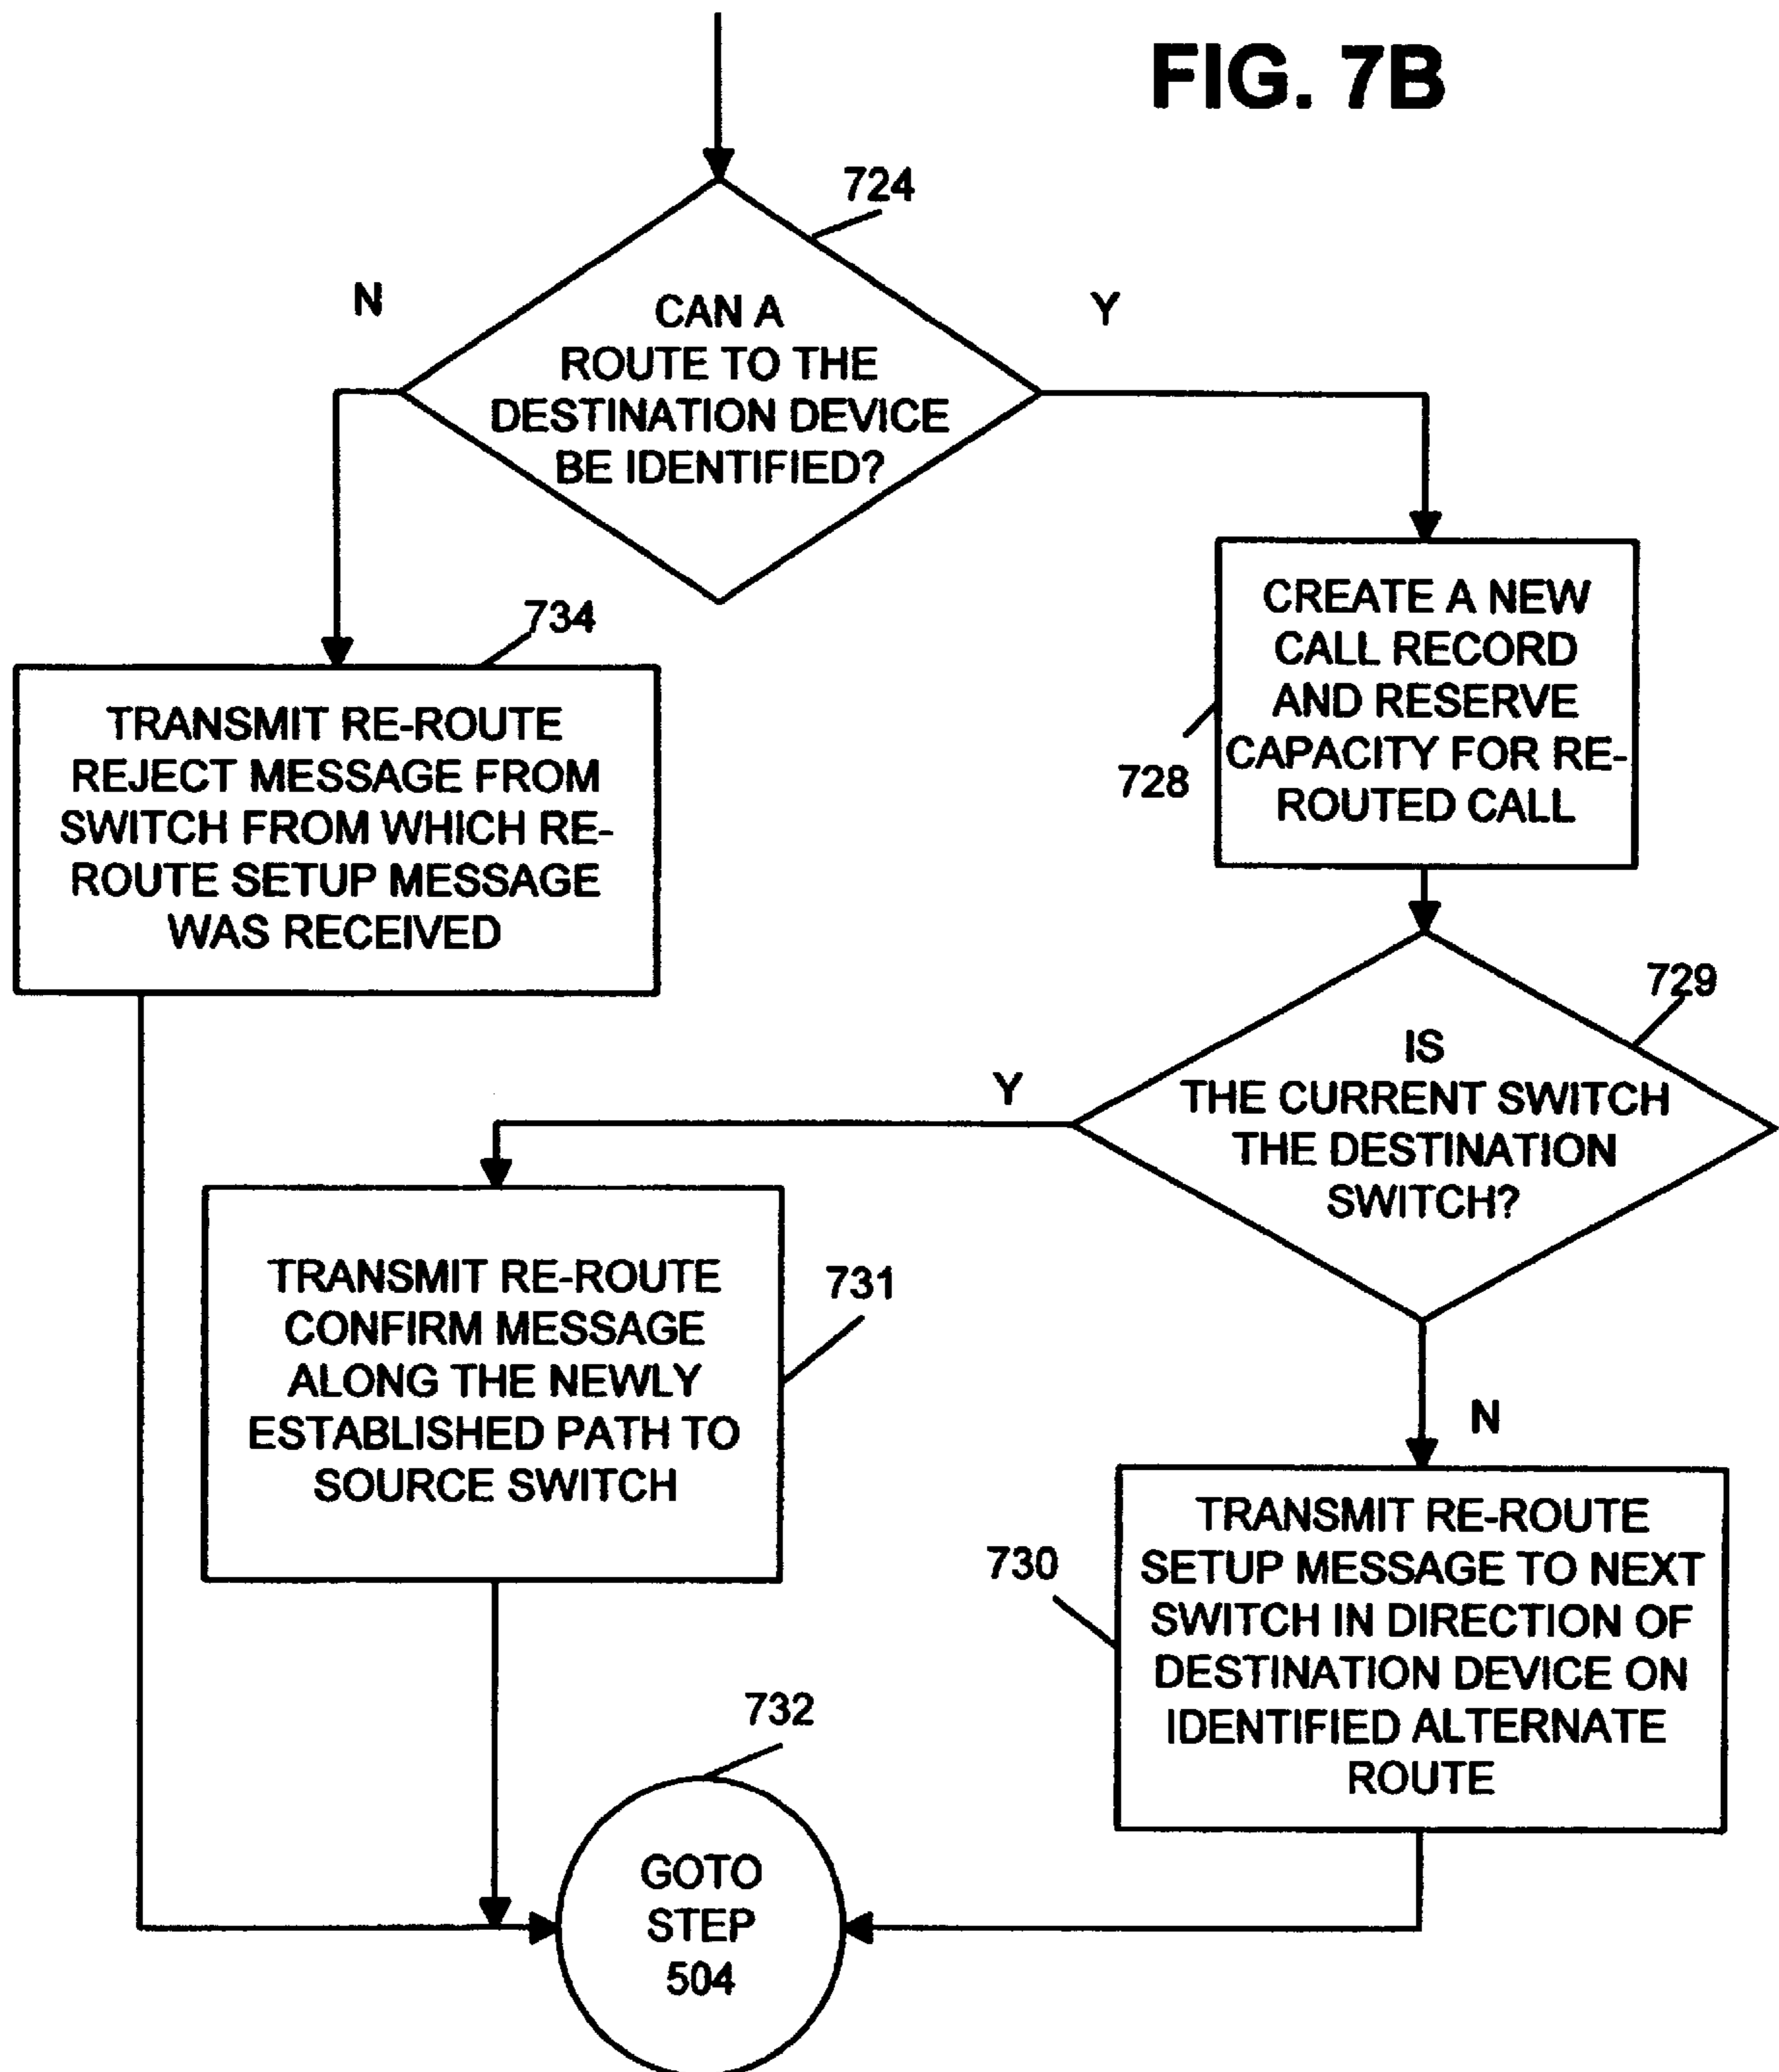 FIG. 7B
724
N
Y
CAN A
ROUTE TO THE
DESTINATION DEVICE
BE IDENTIFIED?
734
TRANSMIT RE-ROUTE
REJECT MESSAGE FROM
SWITCH FROM WHICH RE-
ROUTE SETUP MESSAGE
WAS RECEIVED
728
CREATE A NEW
CALL RECORD
AND RESERVE
CAPACITY FOR RE-
ROUTED CALL
729
IS
THE CURRENT SWITCH
THE DESTINATION
SWITCH?
Y
N
731
TRANSMIT RE-ROUTE
CONFIRM MESSAGE
ALONG THE NEWLY
ESTABLISHED PATH TO
SOURCE SWITCH
730
TRANSMIT RE-ROUTE
SETUP MESSAGE TO NEXT
SWITCH IN DIRECTION OF
DESTINATION DEVICE ON
IDENTIFIED ALTERNATE
ROUTE
732
GOTO
STEP
504